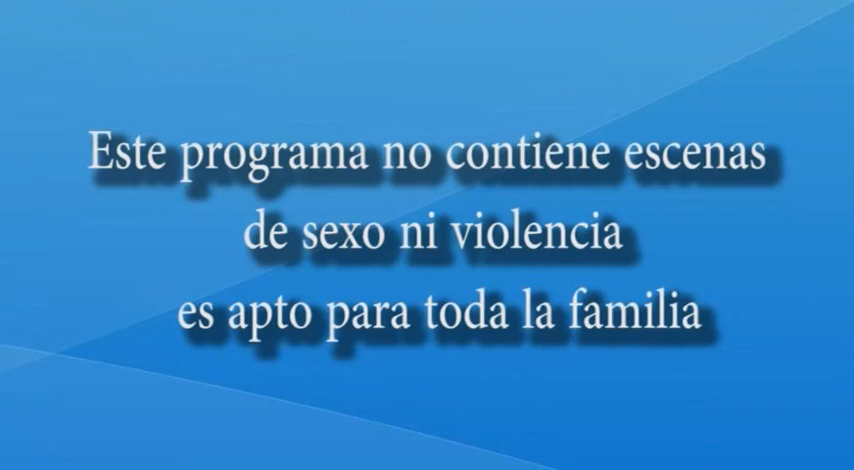 Este programa no contiene escenas
de sexo ni violencia
es apto para toda la familia